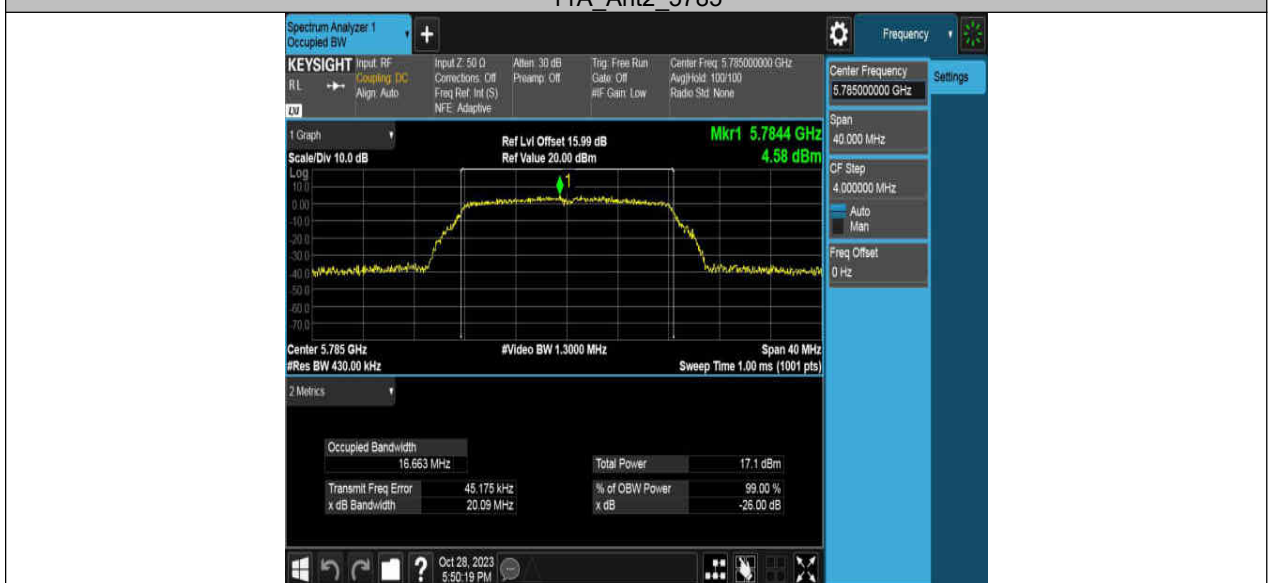 11A_Ant2_5785
Spectrum Analyzer 1
Occupied BW
+
Frequency
KEYSIGHT
RL
LXI
Input: RF
Coupling: DC
Align: Auto
Input Z: 50 Ω
Corrections: Off
Freq Ref: Int (S)
NFE: Adaptive
Atten: 30 dB
Preamp: Off
Trig: Free Run
Gate: Off
#IF Gain: Low
Center Freq: 5.785000000 GHz
Avg|Hold: 100/100
Radio Std: None
Center Frequency
5.785000000 GHz
Settings
Span
40.000 MHz
CF Step
4.000000 MHz
Auto
Man
Freq Offset
0 Hz
1 Graph
Scale/Div 10.0 dB
Ref Lvl Offset 15.99 dB
Ref Value 20.00 dBm
Mkr1 5.7844 GHz
4.58 dBm
Log
10.0
0.00
-10.0
-20.0
-30.0
-40.0
-50.0
-60.0
-70.0
1
Center 5.785 GHz
#Res BW 430.00 kHz
#Video BW 1.3000 MHz
Span 40 MHz
Sweep Time 1.00 ms (1001 pts)
2 Metrics
Occupied Bandwidth
16.663 MHz
Total Power 17.1 dBm
Transmit Freq Error 45.175 kHz
% of OBW Power 99.00 %
x dB Bandwidth 20.09 MHz
x dB -26.00 dB
?
Oct 28, 2023
5:50:19 PM